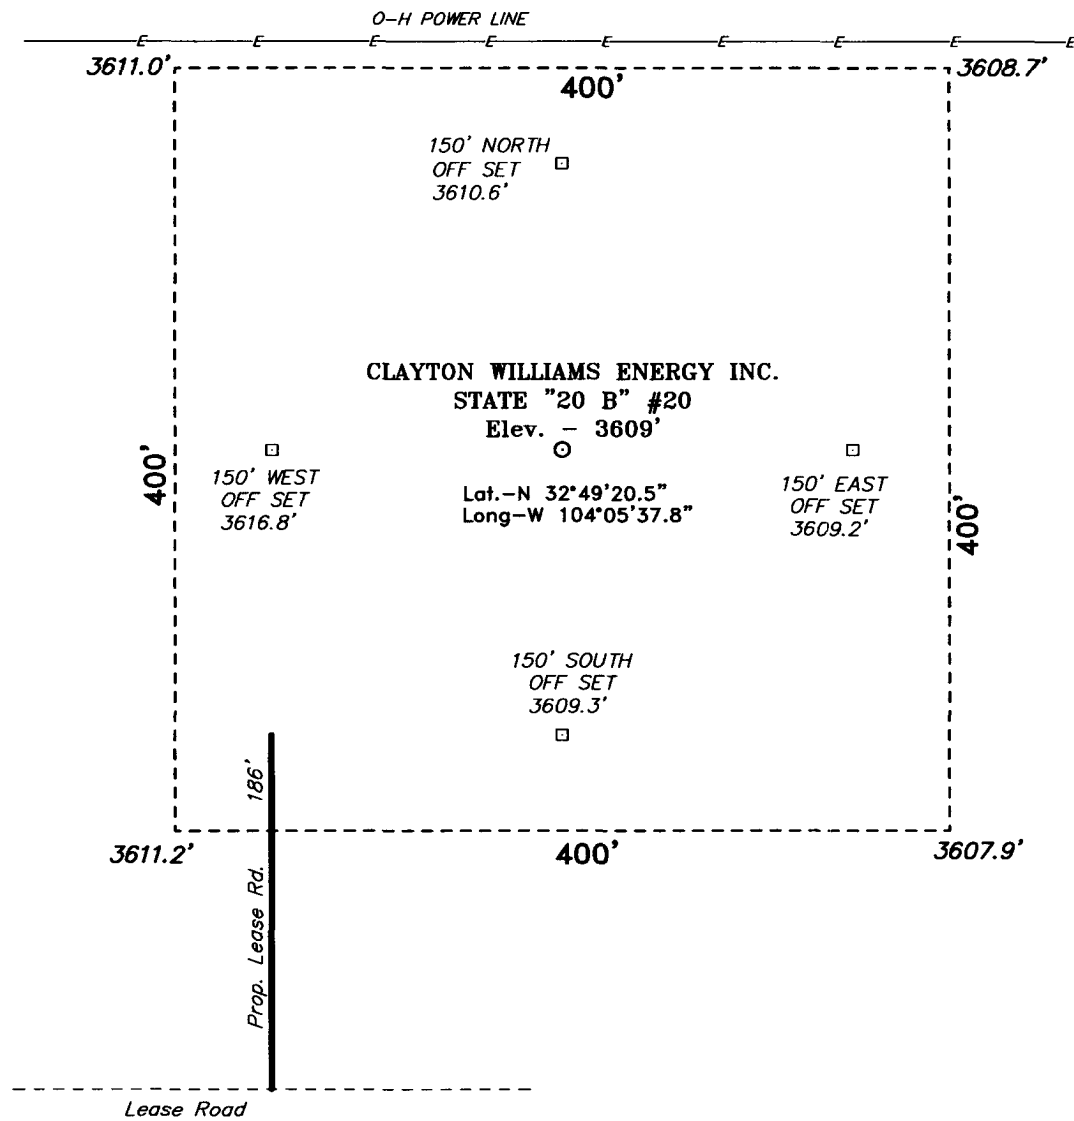 O-H POWER LINE
E E E E E E E E E
3611.0'
3608.7'
400'
150' NORTH
OFF SET
3610.6'
CLAYTON WILLIAMS ENERGY INC.
STATE "20 B" #20
Elev. - 3609'
400'
150' WEST
OFF SET
3616.8'
Lat.-N 32°49'20.5"
Long-W 104°05'37.8"
150' EAST
OFF SET
3609.2'
400'
150' SOUTH
OFF SET
3609.3'
186'
3611.2'
400'
3607.9'
Prop. Lease Rd.
Lease Road